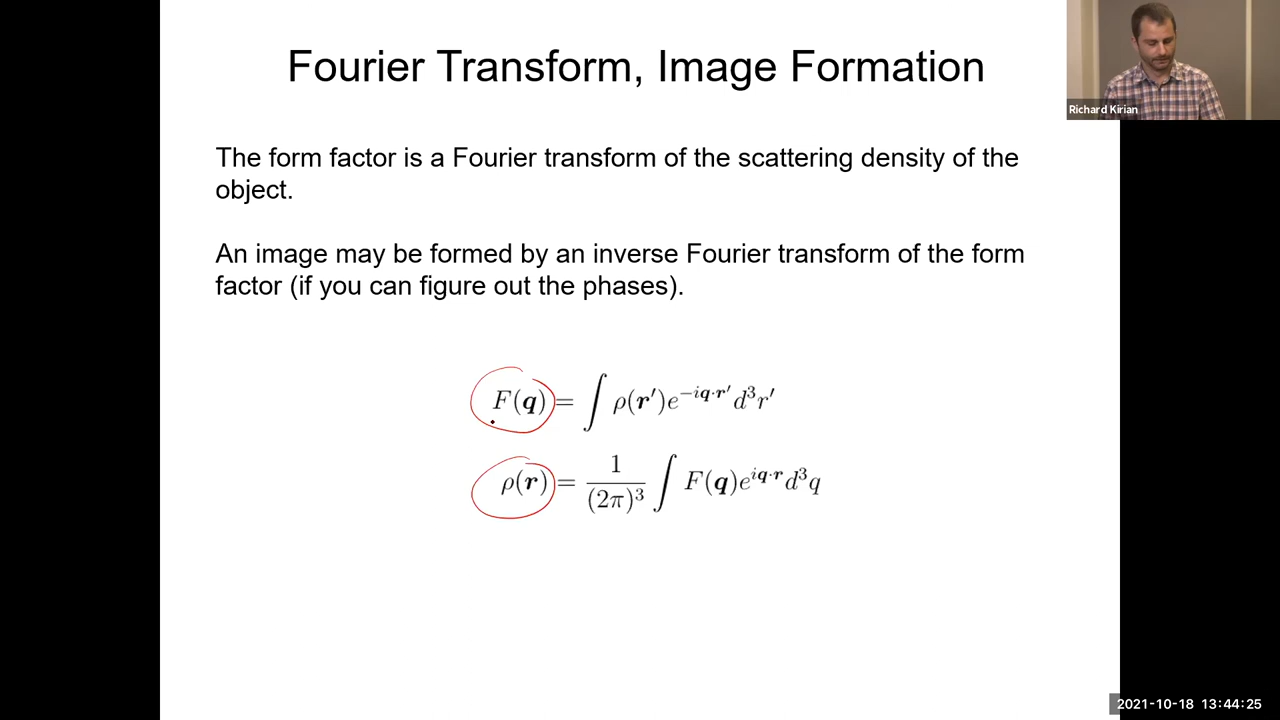 Fourier Transform, Image Formation
Richard Kirian
The form factor is a Fourier transform of the scattering density of the
object.
An image may be formed by an inverse Fourier transform of the form
factor (if you can figure out the phases).
F(q) = ∫ ρ(r′)e^{−iq·r′} d³r′
ρ(r) = \frac{1}{(2π)³} ∫ F(q)e^{iq·r} d³q
2021-10-18 13:44:25